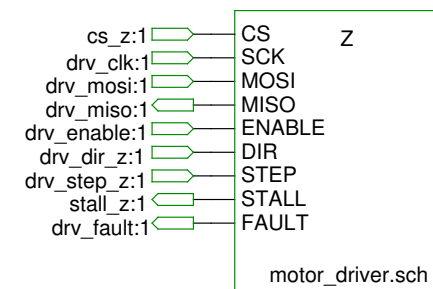 cs_z:1 CS Z
drv_clk:1 SCK
drv_mosi:1 MOSI
drv_miso:1 MISO
drv_enable:1 ENABLE
drv_dir_z:1 DIR
drv_step_z:1 STEP
stall_z:1 STALL
drv_fault:1 FAULT
motor_driver.sch